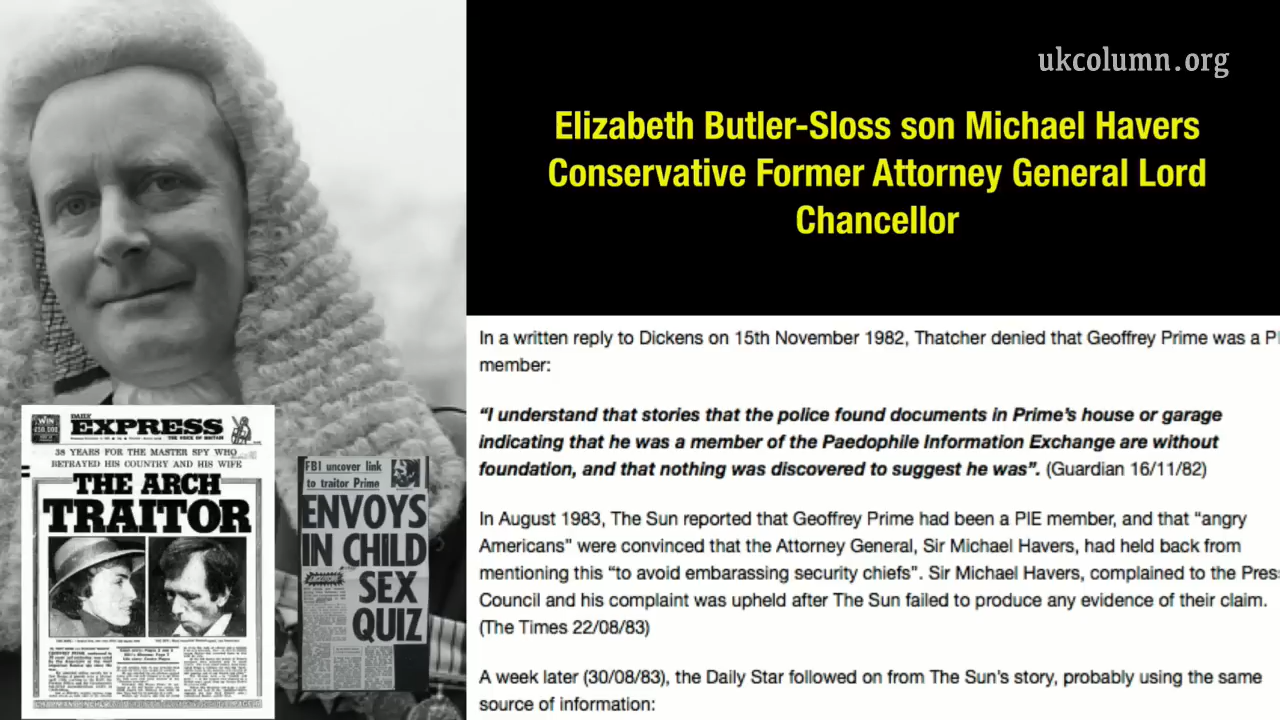 ukcolumn.org
Elizabeth Butler-Sloss son Michael Havers
Conservative Former Attorney General Lord
Chancellor
In a written reply to Dickens on 15th November 1982, Thatcher denied that Geoffrey Prime was a PI
member:
“I understand that stories that the police found documents in Prime’s house or garage
indicating that he was a member of the Paedophile Information Exchange are without
foundation, and that nothing was discovered to suggest he was”. (Guardian 16/11/82)
In August 1983, The Sun reported that Geoffrey Prime had been a PIE member, and that “angry
Americans” were convinced that the Attorney General, Sir Michael Havers, had held back from
mentioning this “to avoid embarassing security chiefs”. Sir Michael Havers, complained to the Press
Council and his complaint was upheld after The Sun failed to produce any evidence of their claim.
(The Times 22/08/83)
A week later (30/08/83), the Daily Star followed on from The Sun’s story, probably using the same
source of information:
WIN
DAILY
EXPRESS
THE VOICE OF BRITAIN
38 YEARS FOR THE MASTER SPY WHO
BETRAYED HIS COUNTRY AND HIS WIFE
THE ARCH
TRAITOR
FBI uncover link
to traitor Prime
ENVOYS
IN CHILD
SEX
QUIZ